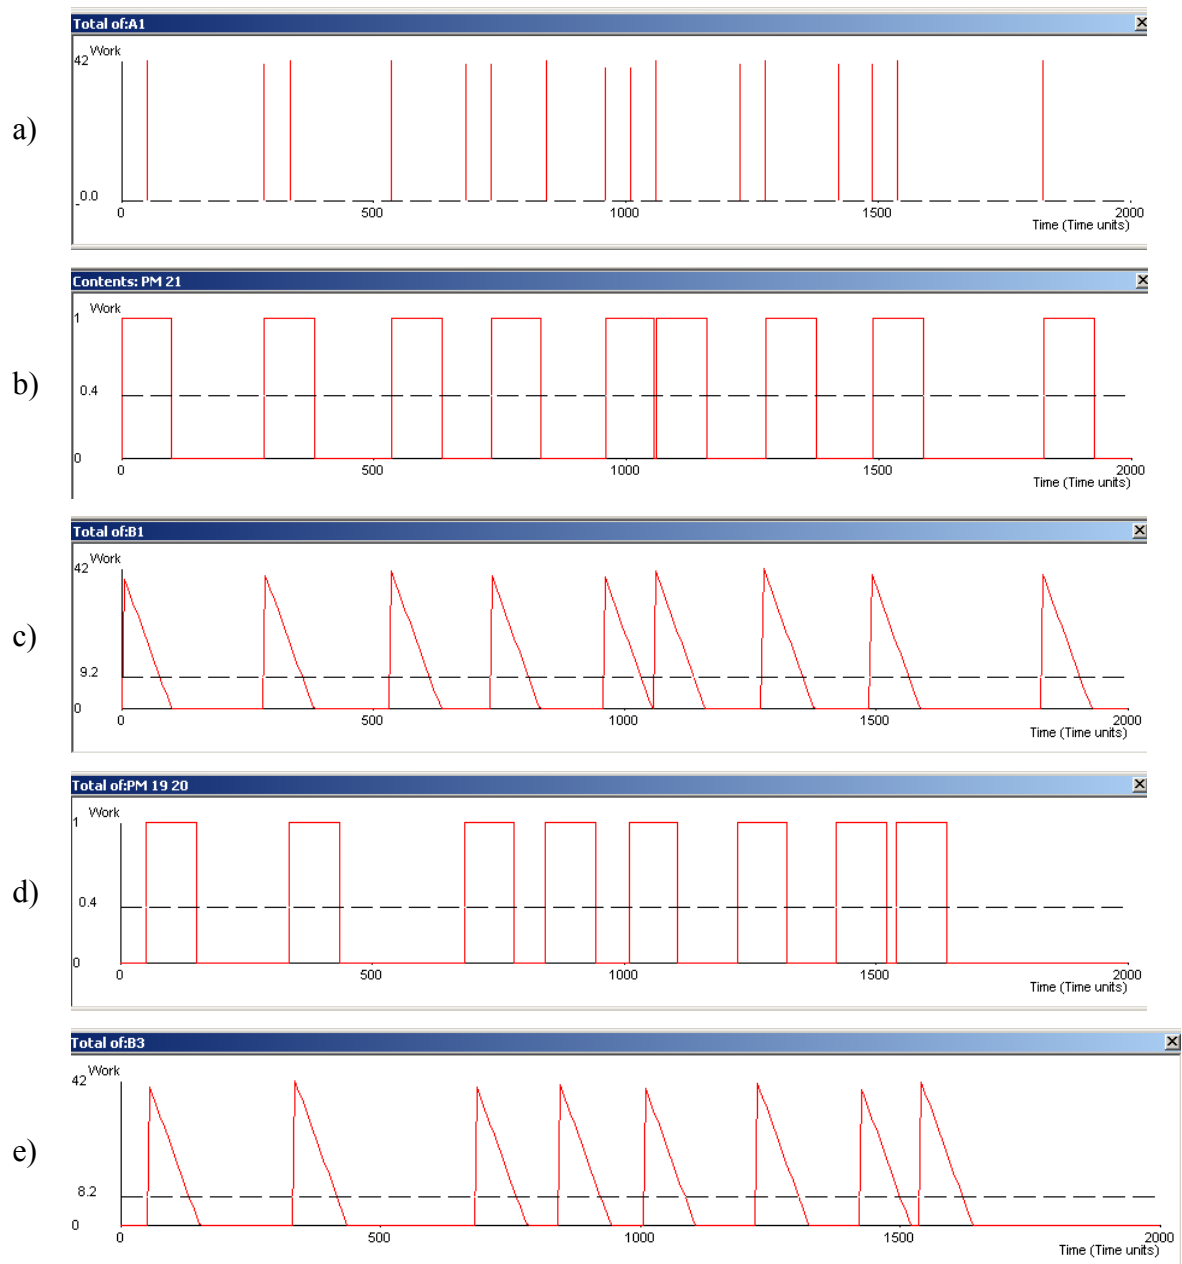 Total of:A1
Work
42
0.0
0 500 1000 1500 2000
Time (Time units)
a)
Contents: PM 21
Work
1
0.4
0
0 500 1000 1500 2000
Time (Time units)
b)
Total of:B1
Work
42
9.2
0
0 500 1000 1500 2000
Time (Time units)
c)
Total of:PM 19 20
Work
1
0.4
0
0 500 1000 1500 2000
Time (Time units)
d)
Total of:B3
Work
42
8.2
0
0 500 1000 1500 2000
Time (Time units)
e)